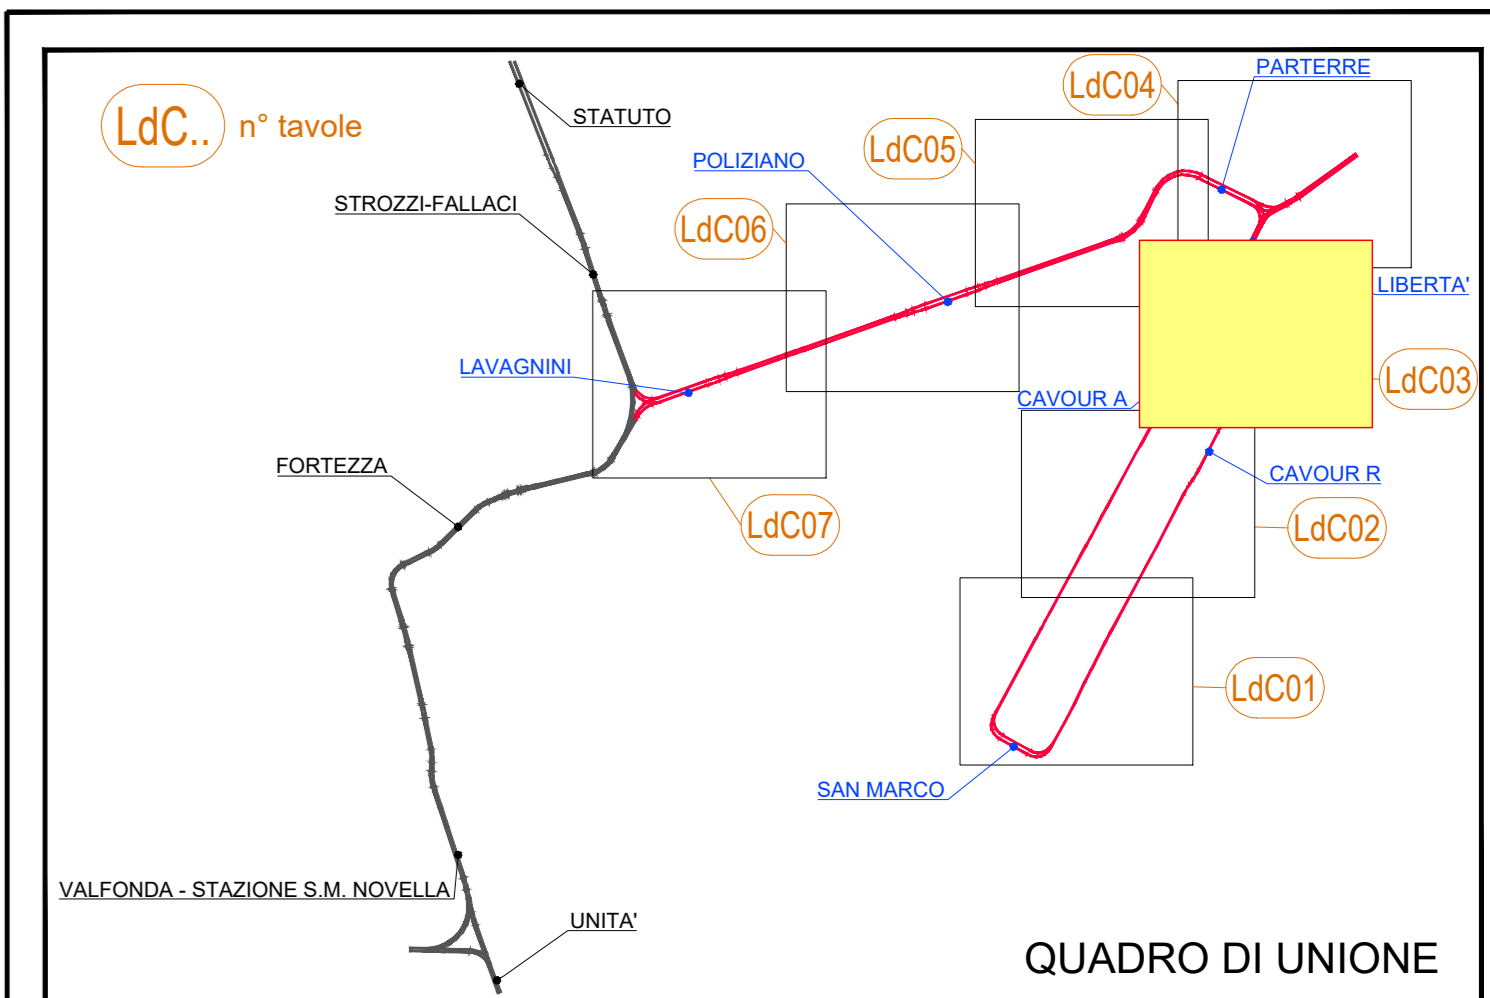 LdC.. n° tavole
STATUTO
STROZZI-FALLACI
POLIZIANO
PARTERRE
LdC04
LdC05
LdC06
LIBERTA'
LAVAGNINI
LdC03
CAVOUR A
FORTEZZA
CAVOUR R
LdC07
LdC02
LdC01
SAN MARCO
VALFONDA - STAZIONE S.M. NOVELLA
UNITA'
QUADRO DI UNIONE